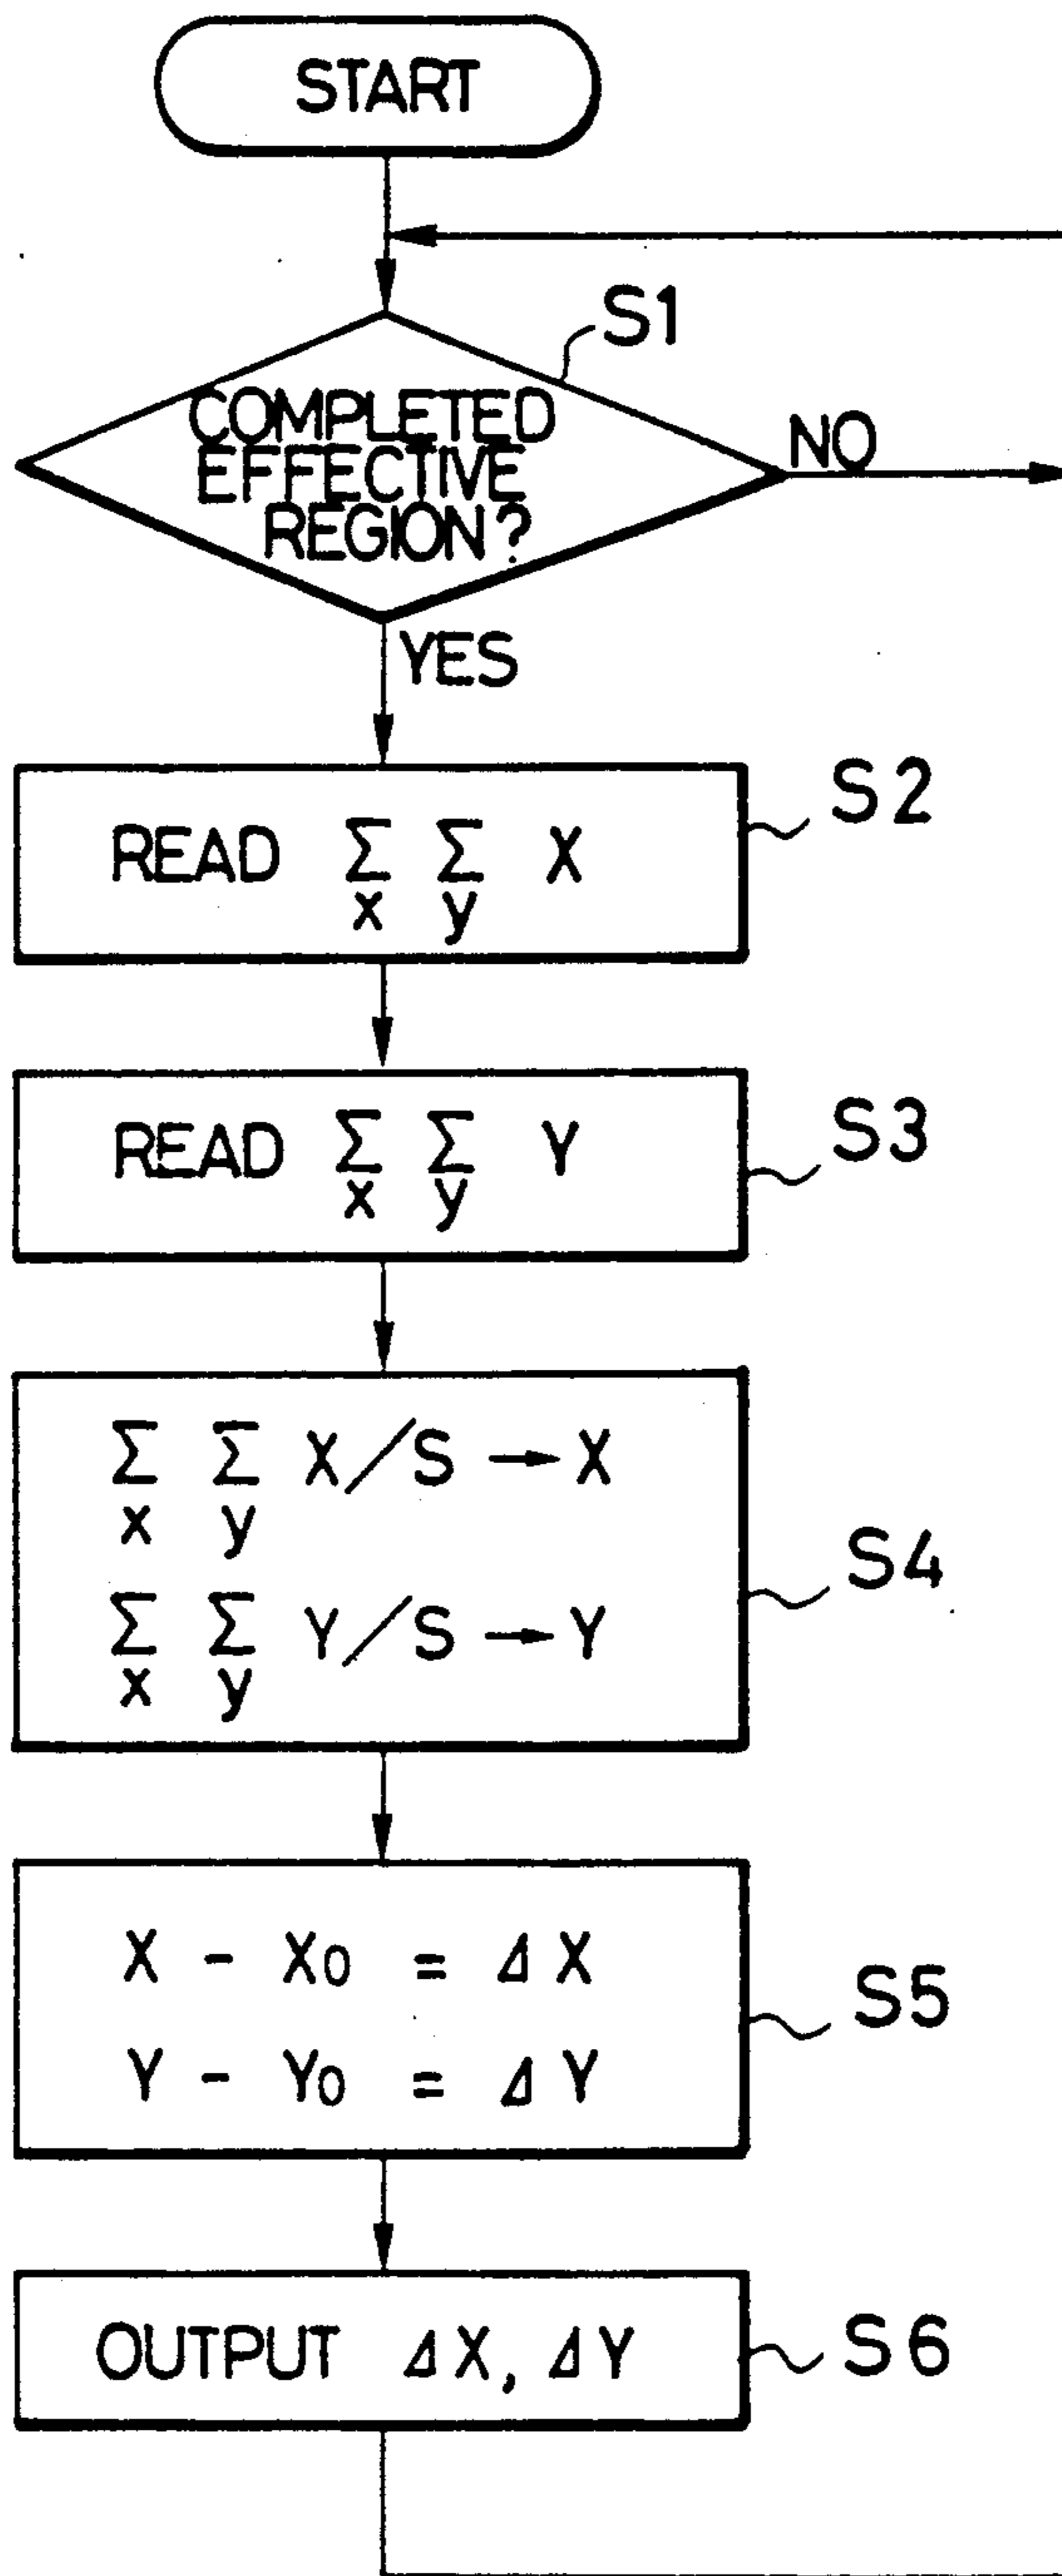 START
S1
COMPLETED
EFFECTIVE
REGION?
NO
YES
S2
READ Σ Σ X
x y
S3
READ Σ Σ Y
x y
Σ Σ X/S → X
x y
S4
Σ Σ Y/S → Y
x y
X - X₀ = ΔX
S5
Y - Y₀ = ΔY
OUTPUT ΔX, ΔY
S6